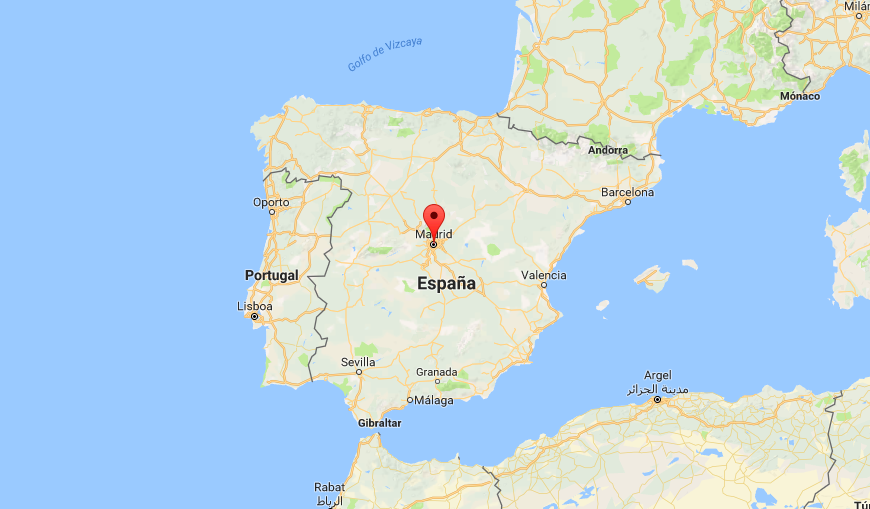 Milán
Golfo de Vizcaya
Mónaco
Andorra
Barcelona
Oporto
Madrid
Portugal
España
Valencia
Lisboa
Sevilla
Granada
Argel
مدينة الجزائر
Málaga
Gibraltar
Rabat
الرباط